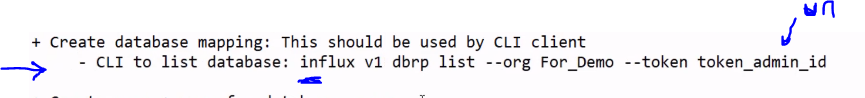 + Create database mapping: This should be used by CLI client
- CLI to list database: influx v1 dbrp list --org For_Demo --token token_admin_id